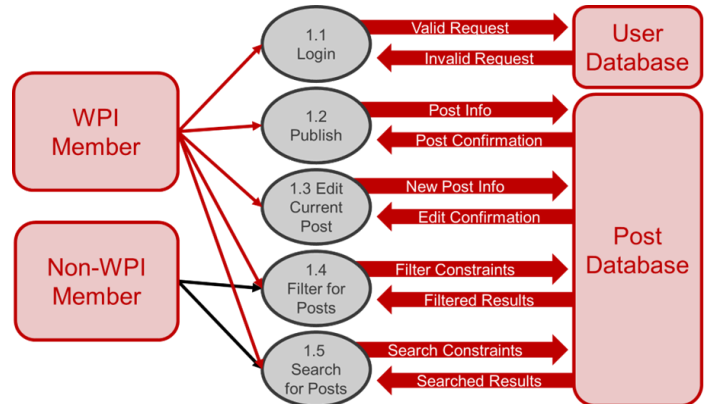 WPI
Member
Non-WPI
Member
1.1
Login
1.2
Publish
1.3 Edit
Current
Post
1.4
Filter for
Posts
1.5
Search
for Posts
Valid Request
Invalid Request
Post Info
Post Confirmation
New Post Info
Edit Confirmation
Filter Constraints
Filtered Results
Search Constraints
Searched Results
User
Database
Post
Database